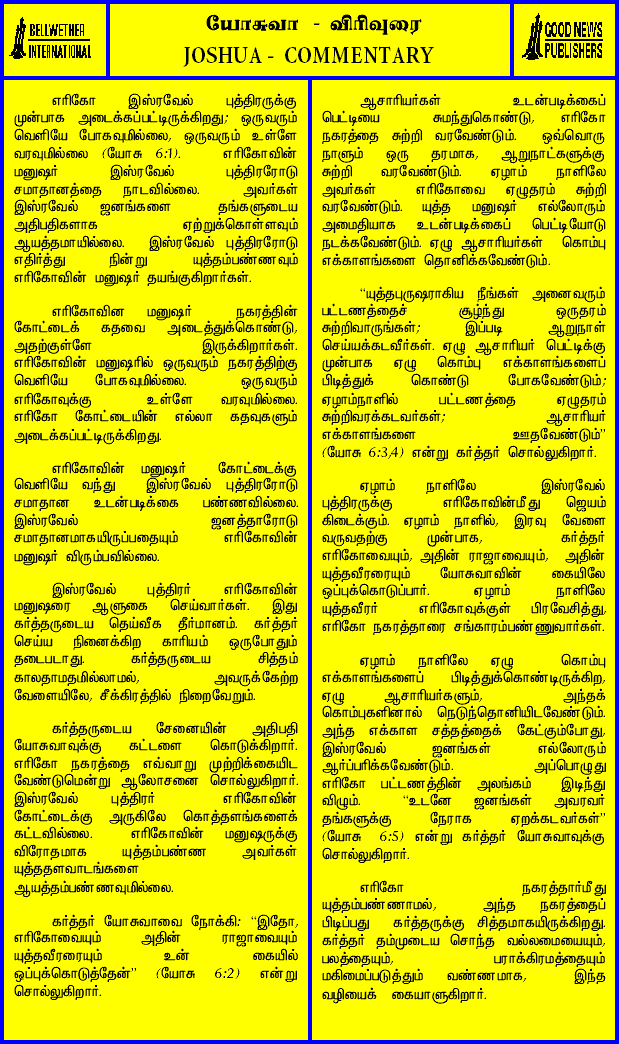 BELLWETHER
INTERNATIONAL
யோசுவா - விரிவுரை
JOSHUA - COMMENTARY
GOOD NEWS
PUBLISHERS
எரிகோ இஸ்ரவேல் புத்திரருக்கு
முன்பாக அடைக்கப்பட்டிருக்கிறது; ஒருவரும்
வெளியே போகவுமில்லை, ஒருவரும் உள்ளே
வரவுமில்லை (யோசு 6:1). எரிகோவின்
மனுஷர் இஸ்ரவேல் புத்திரரோடு
சமாதானத்தை நாடவில்லை. அவர்கள்
இஸ்ரவேல் ஜனங்களை தங்களுடைய
அதிபதிகளாக ஏற்றுக்கொள்ளவும்
ஆயத்தமாயில்லை. இஸ்ரவேல் புத்திரரோடு
எதிர்த்து நின்று யுத்தம்பண்ணவும்
எரிகோவின் மனுஷர் தயங்குகிறார்கள்.
எரிகோவின மனுஷர் நகரத்தின்
கோட்டைக் கதவை அடைத்துக்கொண்டு,
அதற்குள்ளே இருக்கிறார்கள்.
எரிகோவின் மனுஷரில் ஒருவரும் நகரத்திற்கு
வெளியே போகவுமில்லை. ஒருவரும்
எரிகோவுக்கு உள்ளே வரவுமில்லை.
எரிகோ கோட்டையின் எல்லா கதவுகளும்
அடைக்கப்பட்டிருக்கிறது.
எரிகோவின் மனுஷர் கோட்டைக்கு
வெளியே வந்து இஸ்ரவேல் புத்திரரோடு
சமாதான உடன்படிக்கை பண்ணவில்லை.
இஸ்ரவேல் ஜனத்தாரோடு
சமாதானமாகயிருப்பதையும் எரிகோவின்
மனுஷர் விரும்பவில்லை.
இஸ்ரவேல் புத்திரர் எரிகோவின்
மனுஷரை ஆளுகை செய்வார்கள். இது
கர்த்தருடைய தெய்வீக தீர்மானம். கர்த்தர்
செய்ய நினைக்கிற காரியம் ஒருபோதும்
தடைபடாது. கர்த்தருடைய சித்தம்
காலதாமதமில்லாமல், அவருக்கேற்ற
வேளையிலே, சீக்கிரத்தில் நிறைவேறும்.
கர்த்தருடைய சேனையின் அதிபதி
யோசுவாவுக்கு கட்டளை கொடுக்கிறார்.
எரிகோ நகரத்தை எவ்வாறு முற்றிக்கையிட
வேண்டுமென்று ஆலோசனை சொல்லுகிறார்.
இஸ்ரவேல் புத்திரர் எரிகோவின்
கோட்டைக்கு அருகிலே கொத்தளங்களைக்
கட்டவில்லை. எரிகோவின் மனுஷருக்கு
விரோதமாக யுத்தம்பண்ண அவர்கள்
யுத்ததளவாடங்களை
ஆயத்தம்பண்ணவுமில்லை.
கர்த்தர் யோசுவாவை நோக்கி: "இதோ,
எரிகோவையும் அதின் ராஜாவையும்
யுத்தவீரரையும் உன் கையில்
ஒப்புக்கொடுத்தேன்" (யோசு 6:2) என்று
சொல்லுகிறார்.
ஆசாரியர்கள் உடன்படிக்கைப்
பெட்டியை சுமந்துகொண்டு, எரிகோ
நகரத்தை சுற்றி வரவேண்டும். ஒவ்வொரு
நாளும் ஒரு தரமாக, ஆறுநாட்களுக்கு
சுற்றி வரவேண்டும். ஏழாம் நாளிலே
அவர்கள் எரிகோவை ஏழுதரம் சுற்றி
வரவேண்டும். யுத்த மனுஷர் எல்லோரும்
அமைதியாக உடன்படிக்கைப் பெட்டியோடு
நடக்கவேண்டும். ஏழு ஆசாரியர்கள் கொம்பு
எக்காளங்களை தொனிக்கவேண்டும்.
"யுத்தபுருஷராகிய நீங்கள் அனைவரும்
பட்டணத்தைச் சூழ்ந்து ஒருதரம்
சுற்றிவாருங்கள்; இப்படி ஆறுநாள்
செய்யக்கடவீர்கள். ஏழு ஆசாரியர் பெட்டிக்கு
முன்பாக ஏழு கொம்பு எக்காளங்களைப்
பிடித்துக் கொண்டு போகவேண்டும்;
ஏழாம்நாளில் பட்டணத்தை ஏழுதரம்
சுற்றிவரக்கடவர்கள்; ஆசாரியர்
எக்காளங்களை ஊதவேண்டும்"
(யோசு 6:3,4) என்று கர்த்தர் சொல்லுகிறார்.
ஏழாம் நாளிலே இஸ்ரவேல்
புத்திரருக்கு எரிகோவின்மீது ஜெயம்
கிடைக்கும். ஏழாம் நாளில், இரவு வேளை
வருவதற்கு முன்பாக, கர்த்தர்
எரிகோவையும், அதின் ராஜாவையும், அதின்
யுத்தவீரரையும் யோசுவாவின் கையிலே
ஒப்புக்கொடுப்பார். ஏழாம் நாளிலே
யுத்தவீரர் எரிகோவுக்குள் பிரவேசித்து,
எரிகோ நகரத்தாரை சங்காரம்பண்ணுவார்கள்.
ஏழாம் நாளிலே ஏழு கொம்பு
எக்காளங்களைப் பிடித்துக்கொண்டிருக்கிற,
ஏழு ஆசாரியர்களும், அந்தக்
கொம்புகளினால் நெடுந்தொனியிடவேண்டும்.
அந்த எக்காள சத்தத்தைக் கேட்கும்போது,
இஸ்ரவேல் ஜனங்கள் எல்லோரும்
ஆர்ப்பரிக்கவேண்டும். அப்பொழுது
எரிகோ பட்டணத்தின் அலங்கம் இடிந்து
விழும். "உடனே ஜனங்கள் அவரவர்
தங்களுக்கு நேராக ஏறக்கடவர்கள்"
(யோசு 6:5) என்று கர்த்தர் யோசுவாவுக்கு
சொல்லுகிறார்.
எரிகோ நகரத்தார்மீது
யுத்தம்பண்ணாமல், அந்த நகரத்தைப்
பிடிப்பது கர்த்தருக்கு சித்தமாயிருக்கிறது.
கர்த்தர் தம்முடைய சொந்த வல்லமையையும்,
பலத்தையும், பராக்கிரமத்தையும்
மகிமைப்படுத்தும் வண்ணமாக, இந்த
வழியைக் கையாளுகிறார்.